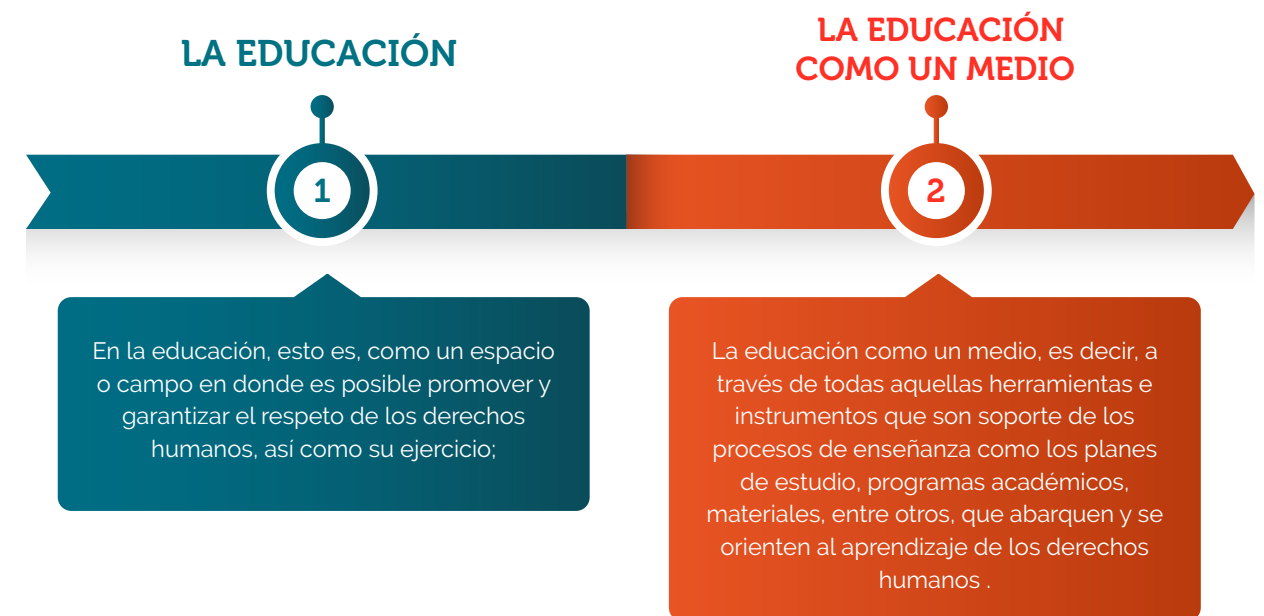 LA EDUCACIÓN
1
En la educación, esto es, como un espacio
o campo en donde es posible promover y
garantizar el respeto de los derechos
humanos, así como su ejercicio;
LA EDUCACIÓN
COMO UN MEDIO
2
La educación como un medio, es decir, a
través de todas aquellas herramientas e
instrumentos que son soporte de los
procesos de enseñanza como los planes
de estudio, programas académicos,
materiales, entre otros, que abarquen y se
orienten al aprendizaje de los derechos
humanos .